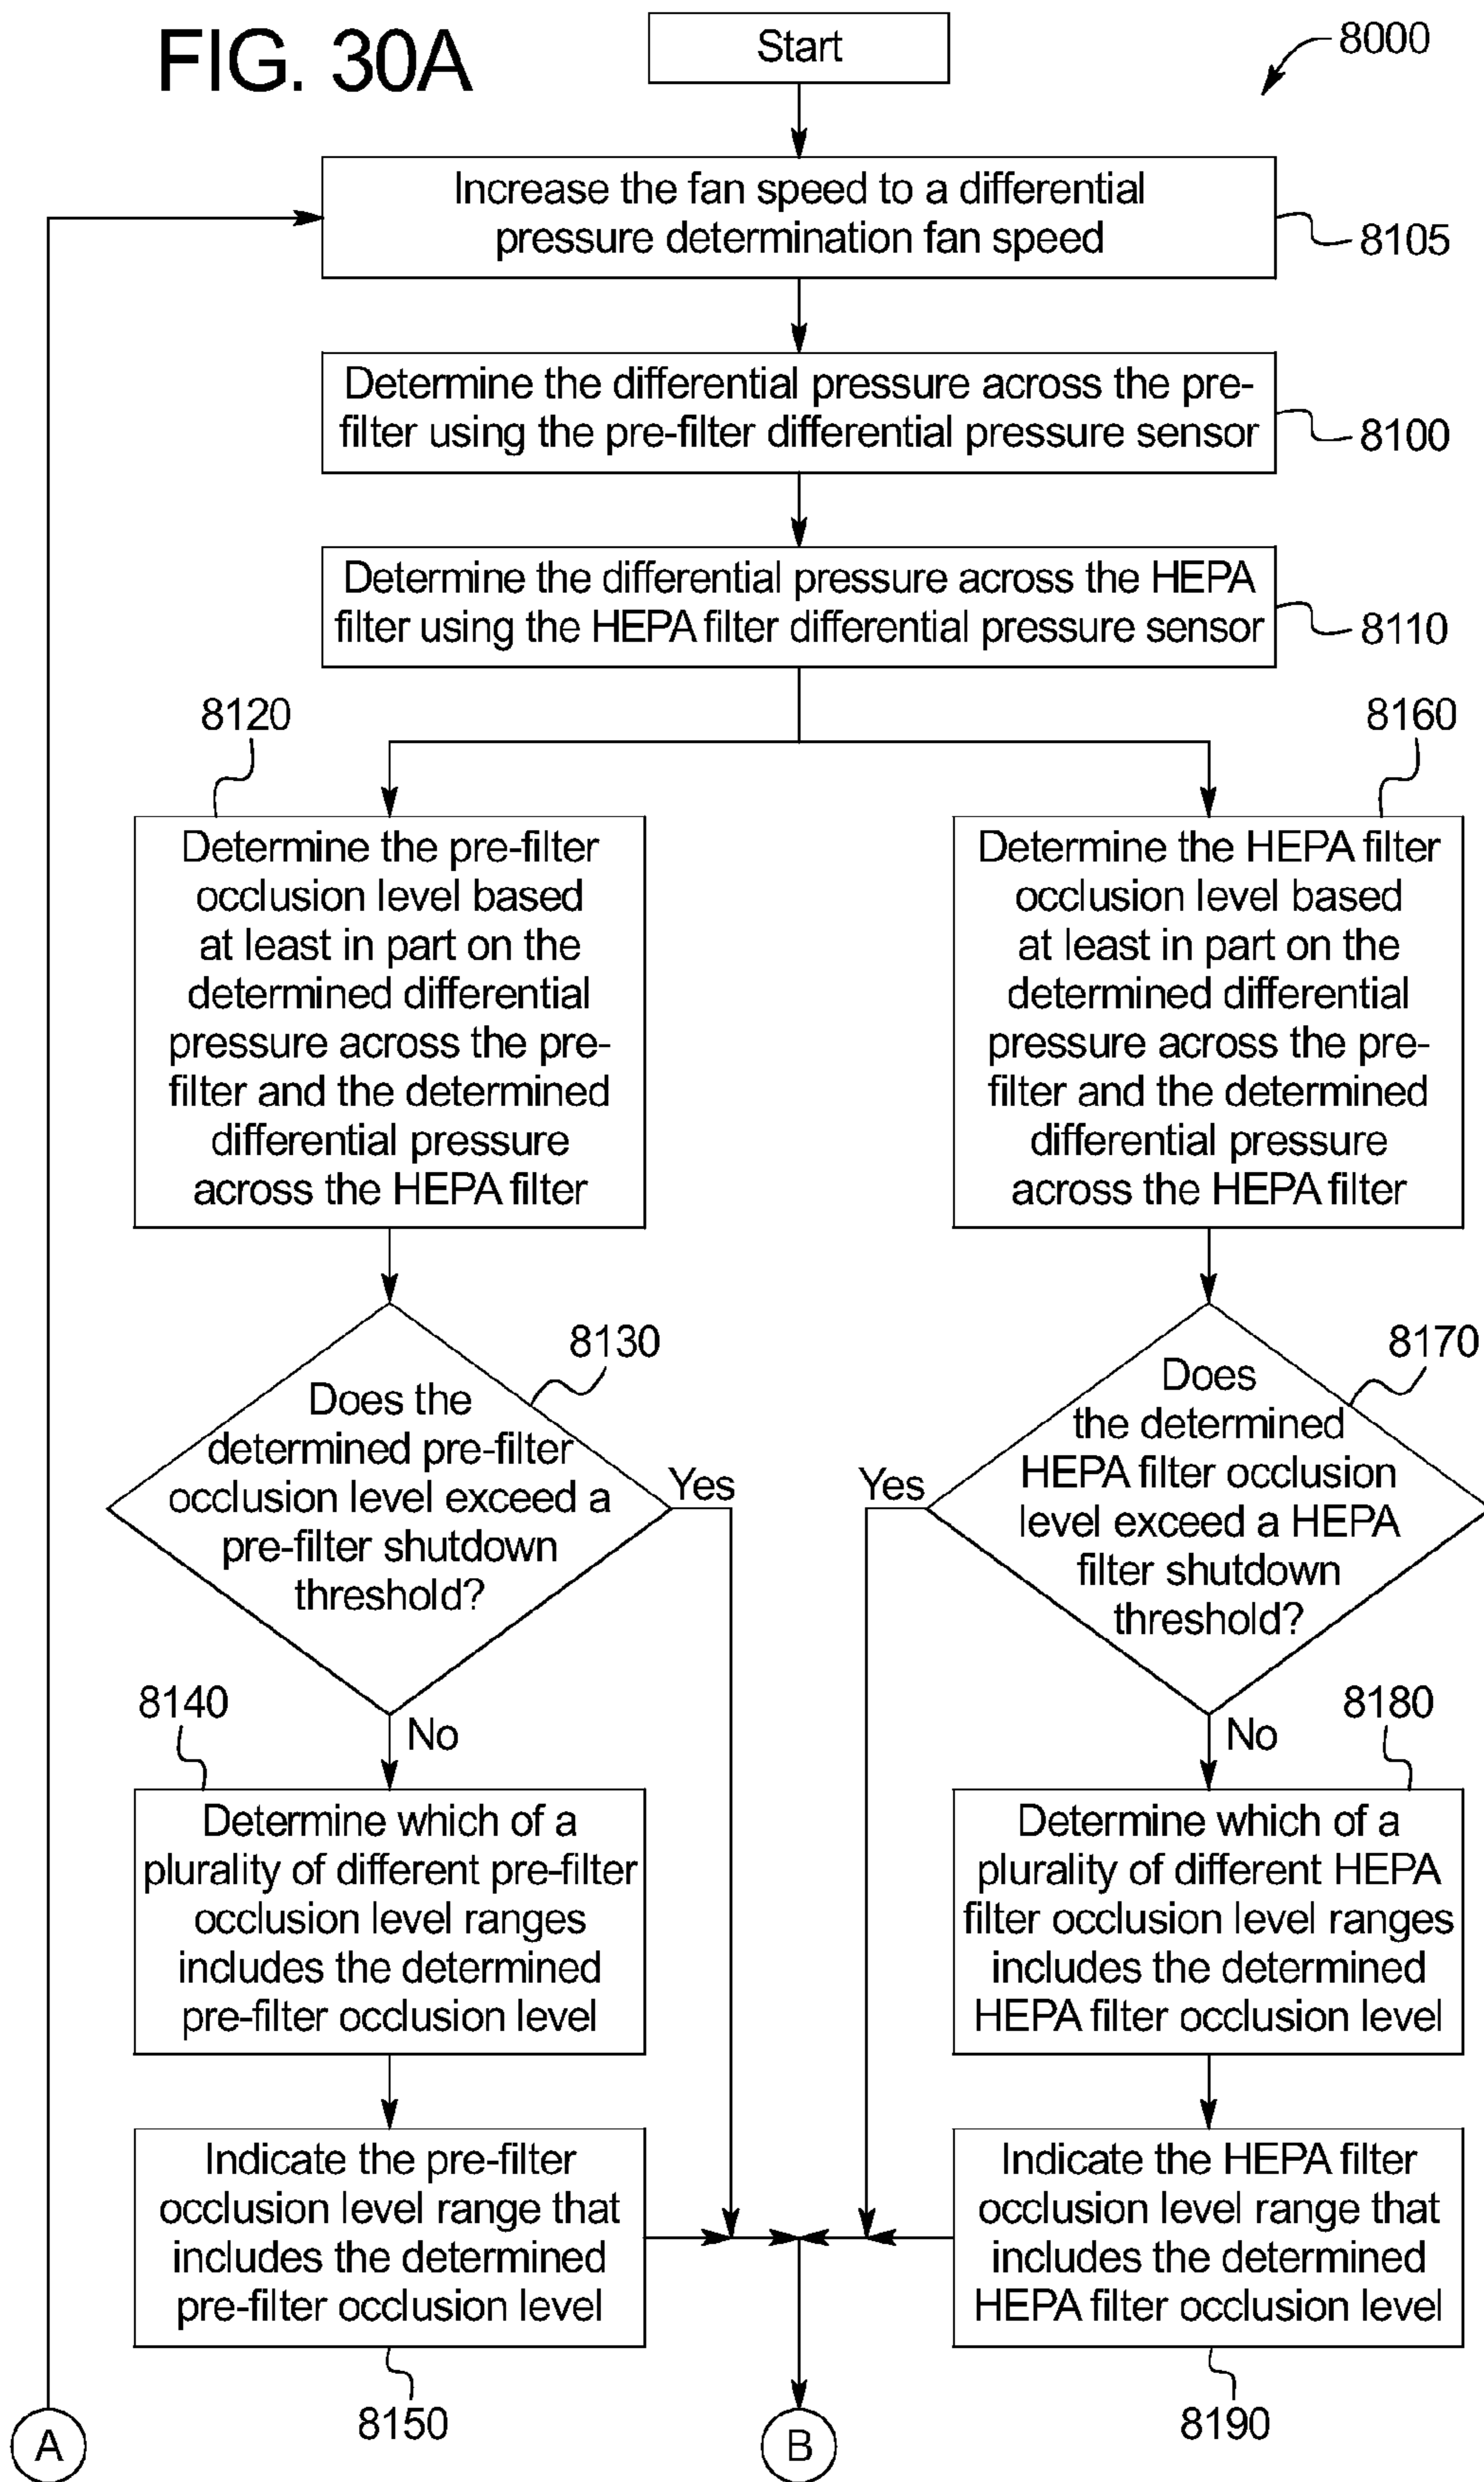 FIG. 30A
Start
8000
Increase the fan speed to a differential
pressure determination fan speed
8105
Determine the differential pressure across the pre-
filter using the pre-filter differential pressure sensor
8100
Determine the differential pressure across the HEPA
filter using the HEPA filter differential pressure sensor
8110
8120
Determine the pre-filter
occlusion level based
at least in part on the
determined differential
pressure across the pre-
filter and the determined
differential pressure
across the HEPA filter
8160
Determine the HEPA filter
occlusion level based
at least in part on the
determined differential
pressure across the pre-
filter and the determined
differential pressure
across the HEPA filter
8130
Does the
determined pre-filter
occlusion level exceed a
pre-filter shutdown
threshold?
Yes
No
8170
Does
the determined
HEPA filter occlusion
level exceed a HEPA
filter shutdown
threshold?
Yes
No
8140
Determine which of a
plurality of different pre-filter
occlusion level ranges
includes the determined
pre-filter occlusion level
8180
Determine which of a
plurality of different HEPA
filter occlusion level ranges
includes the determined
HEPA filter occlusion level
Indicate the pre-filter
occlusion level range that
includes the determined
pre-filter occlusion level
8150
Indicate the HEPA filter
occlusion level range that
includes the determined
HEPA filter occlusion level
8190
A
B